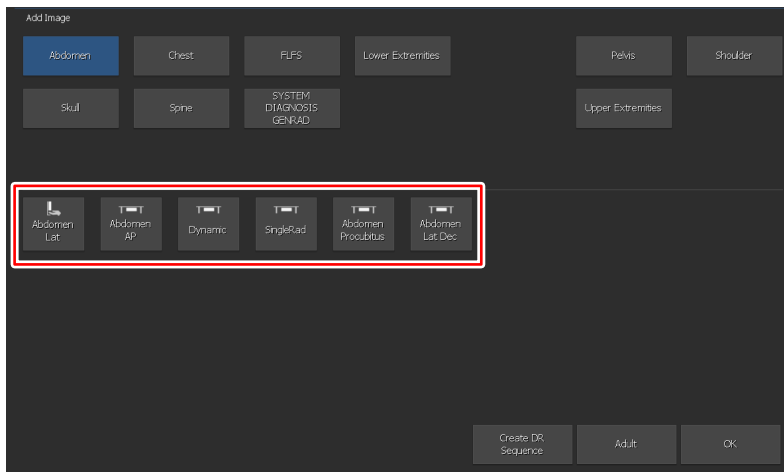 Add Image
Abdomen
Chest
FLFS
Lower Extremities
Pelvis
Shoulder
Skull
Spine
SYSTEM
DIAGNOSIS
GENRAD
Upper Extremities
Abdomen
Lat
Abdomen
AP
Dynamic
SingleRad
Abdomen
Procubitus
Abdomen
Lat Dec
Create DR
Sequence
Adult
OK